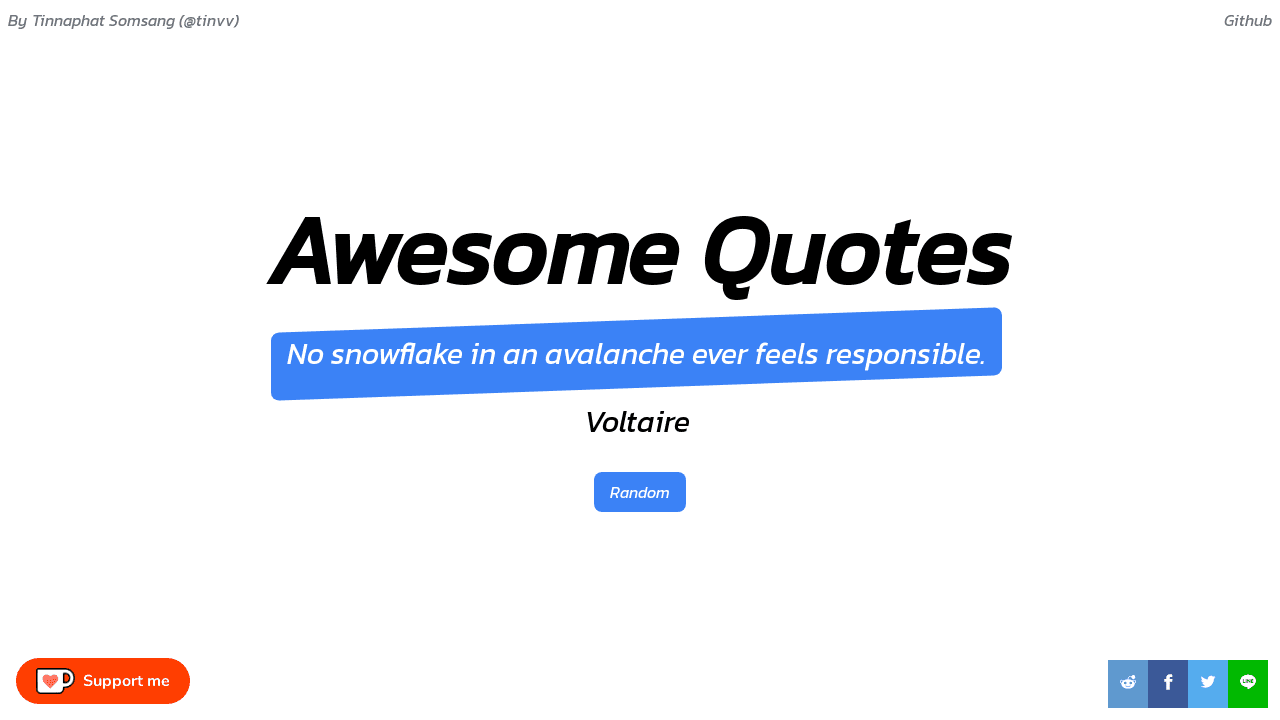 By Tinnaphat Somsang (@tinvv)
Github
Awesome Quotes
No snowflake in an avalanche ever feels responsible.
Voltaire
Random
Support me
LINE